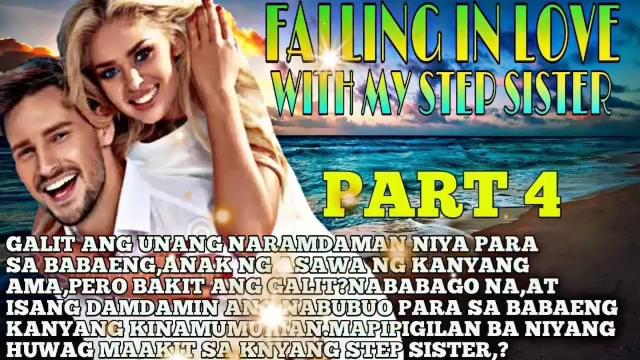 FALLING IN LOVE
WITH MY STEP SISTER
PART 4
GALIT ANG UNANG NARAMDAMAN NIYA PARA
SA BABAENG,ANAK NG ASAWA NG KANYANG
AMA,PERO BAKIT ANG GALIT?NABABAGO NA,AT
ISANG DAMDAMIN ANG NABUBUO PARA SA BABAENG
KANYANG MAPIPIGILAN BA NIYANG
HUWAG MAAKIT SA KNYANG STEP SISTER,?